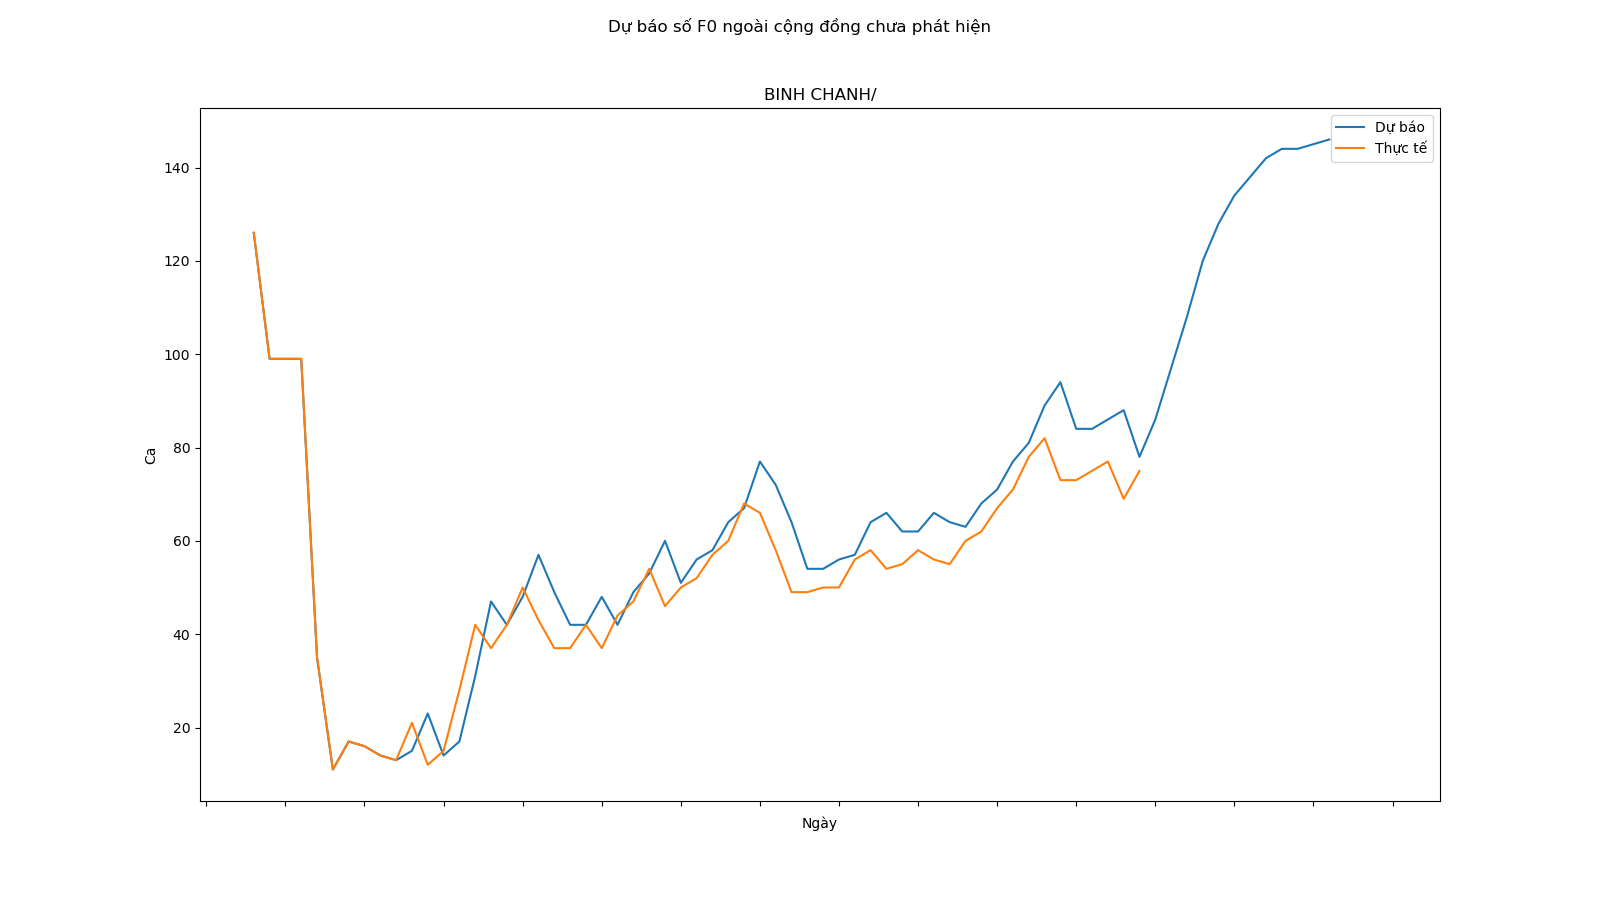 Dự báo số F0 ngoài cộng đồng chưa phát hiện
BINH CHANH/
Dự báo
Thực tế
140
120
100
80
60
40
20
Ca
Ngày